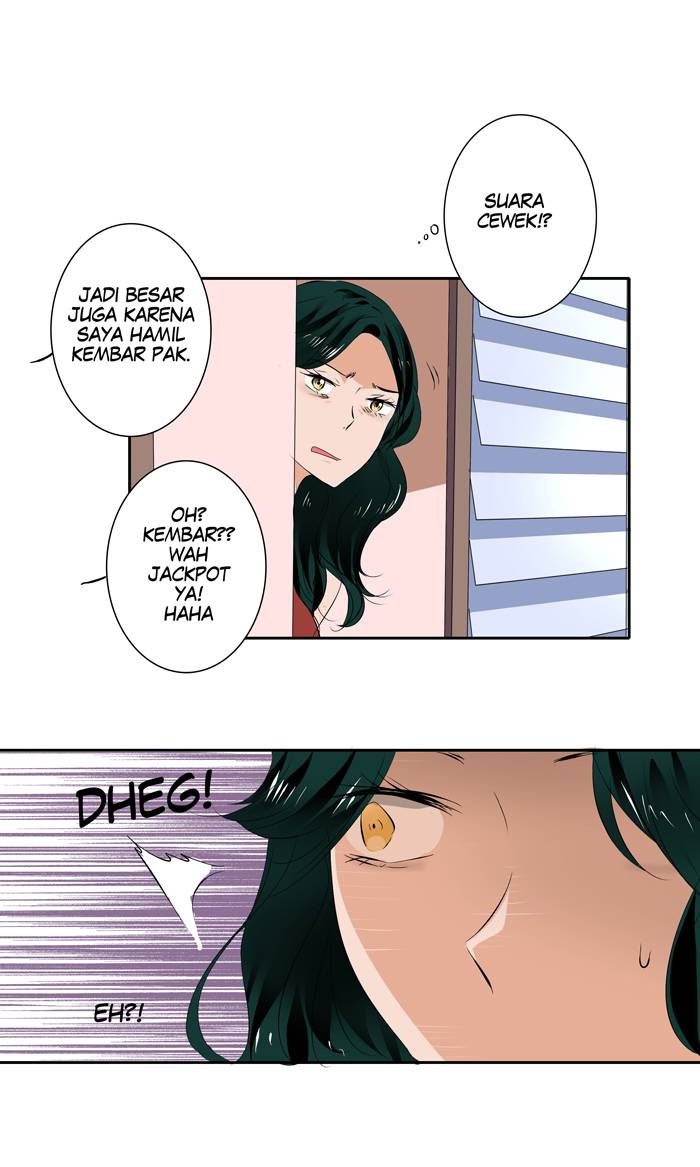 SUARA
CEWEK!?
JADI BESAR
JUGA KARENA
SAYA HAMIL
KEMBAR PAK.
OH?
KEMBAR??
WAH
JACKPOT
YA!
HAHA
DHEG!
EH?!